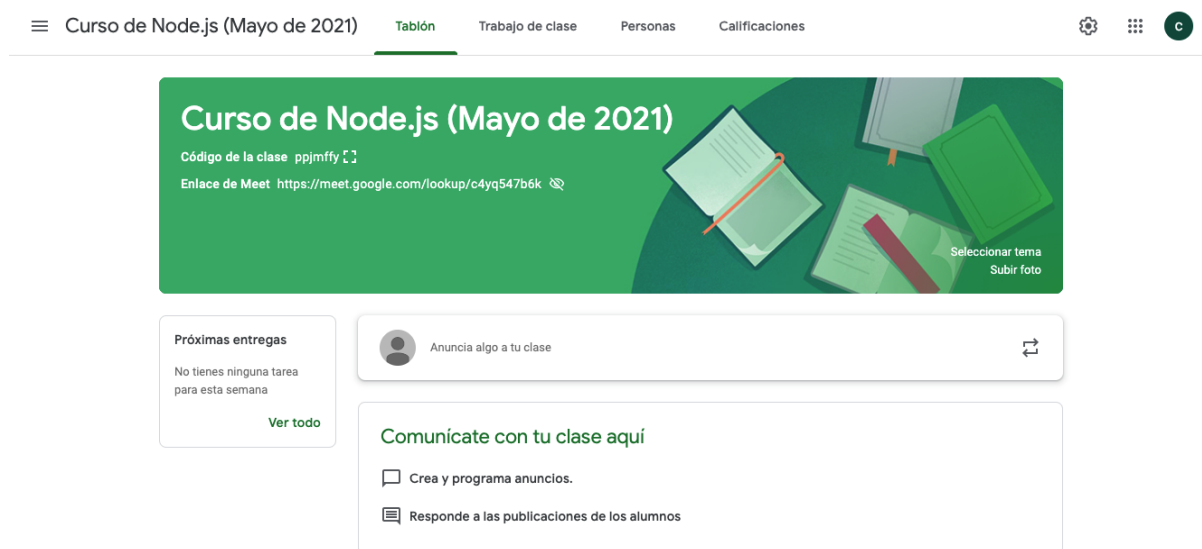 Curso de Node.js (Mayo de 2021)
Tablón
Trabajo de clase
Personas
Calificaciones
C
Curso de Node.js (Mayo de 2021)
Código de la clase ppjmffy
Enlace de Meet https://meet.google.com/lookup/c4yq547b6k
Seleccionar tema
Subir foto
Próximas entregas
No tienes ninguna tarea
para esta semana
Ver todo
Anuncia algo a tu clase
Comunícate con tu clase aquí
Crea y programa anuncios.
Responde a las publicaciones de los alumnos